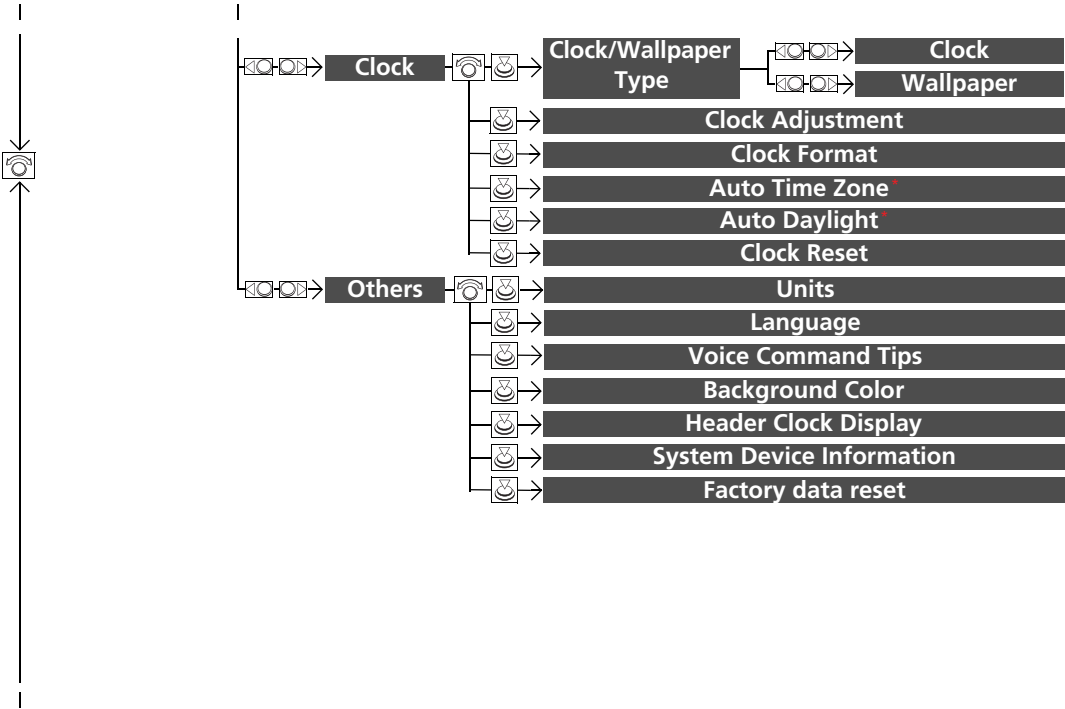 Clock
Clock/Wallpaper
Type
Clock
Wallpaper
Clock Adjustment
Clock Format
Auto Time Zone*
Auto Daylight*
Clock Reset
Others
Units
Language
Voice Command Tips
Background Color
Header Clock Display
System Device Information
Factory data reset